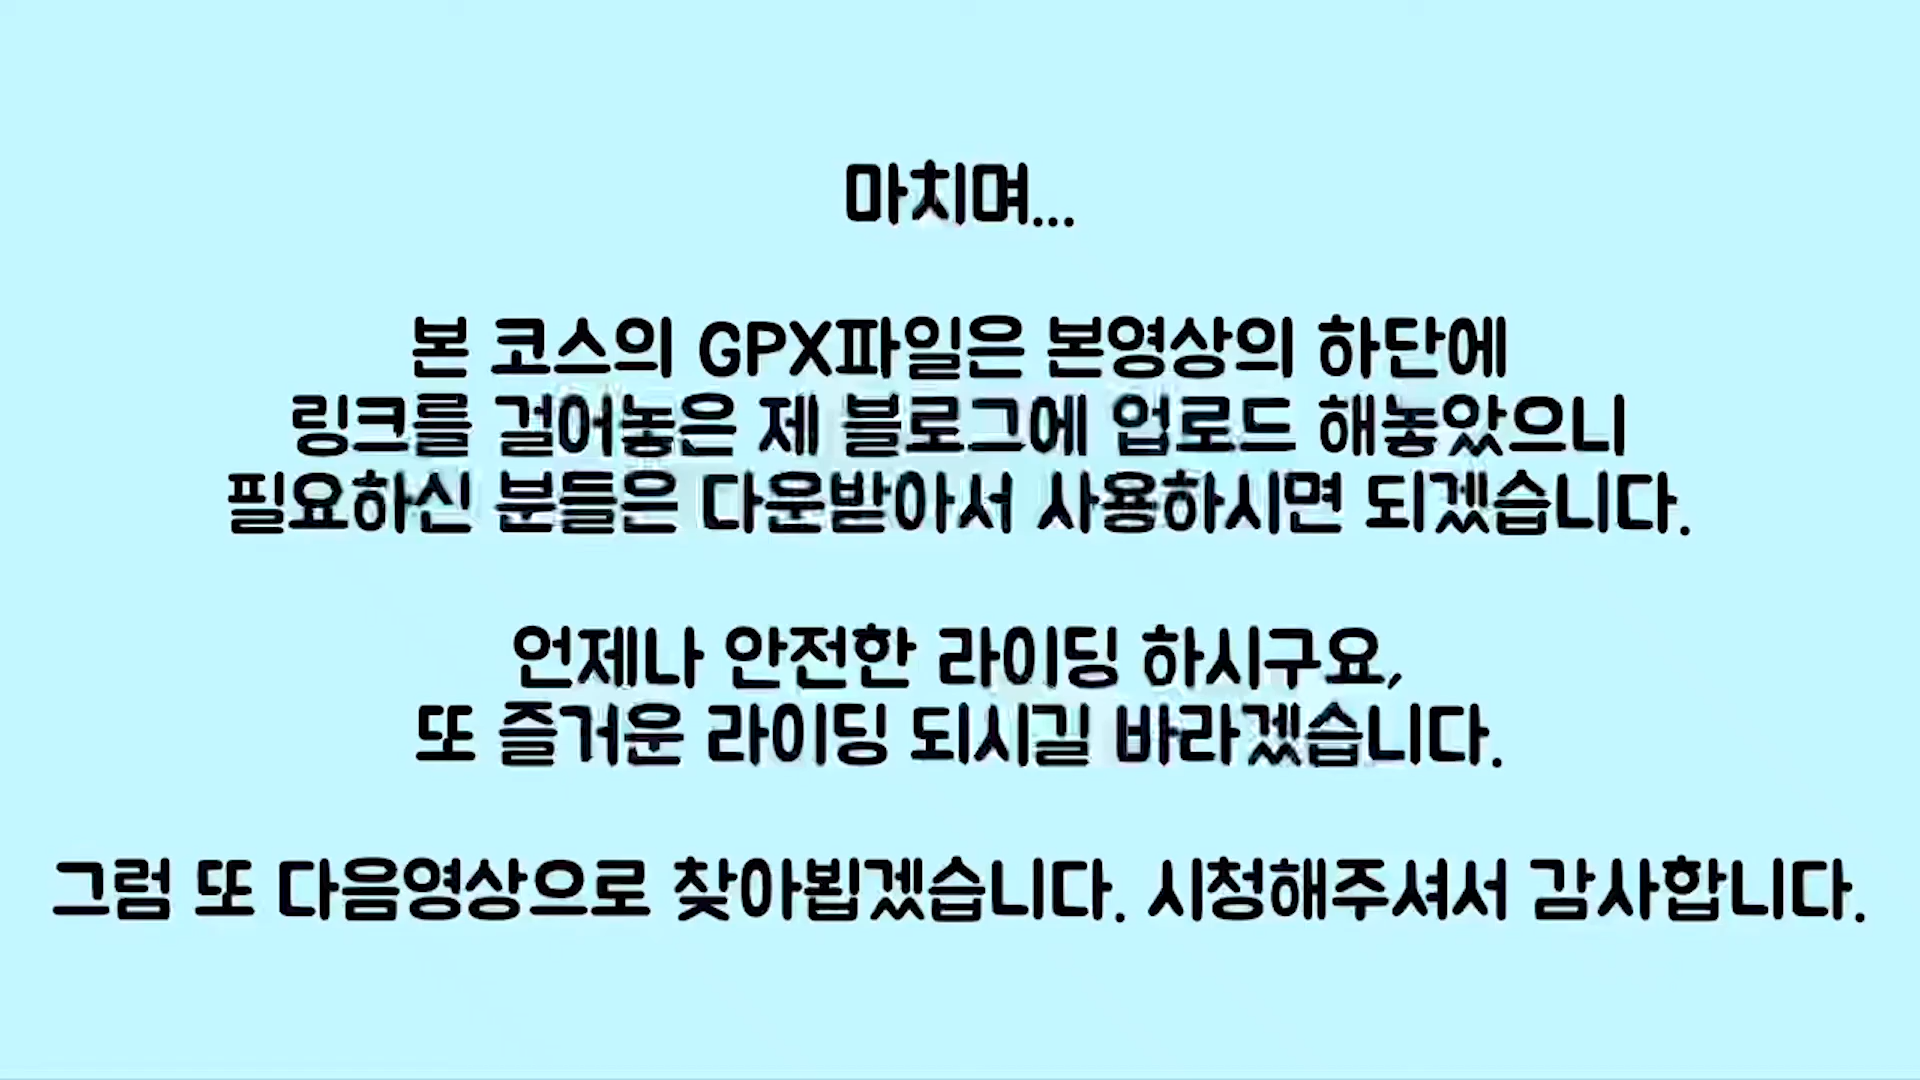 마치며...
본 코스의 GPX파일은 본영상의 하단에
링크를 걸어놓은 제 블로그에 업로드 해놓았으니
필요하신 분들은 다운받아서 사용하시면 되겠습니다.
언제나 안전한 라이딩 하시구요,
또 즐거운 라이딩 되시길 바라겠습니다.
그럼 또 다음영상으로 찾아뵙겠습니다. 시청해주셔서 감사합니다.